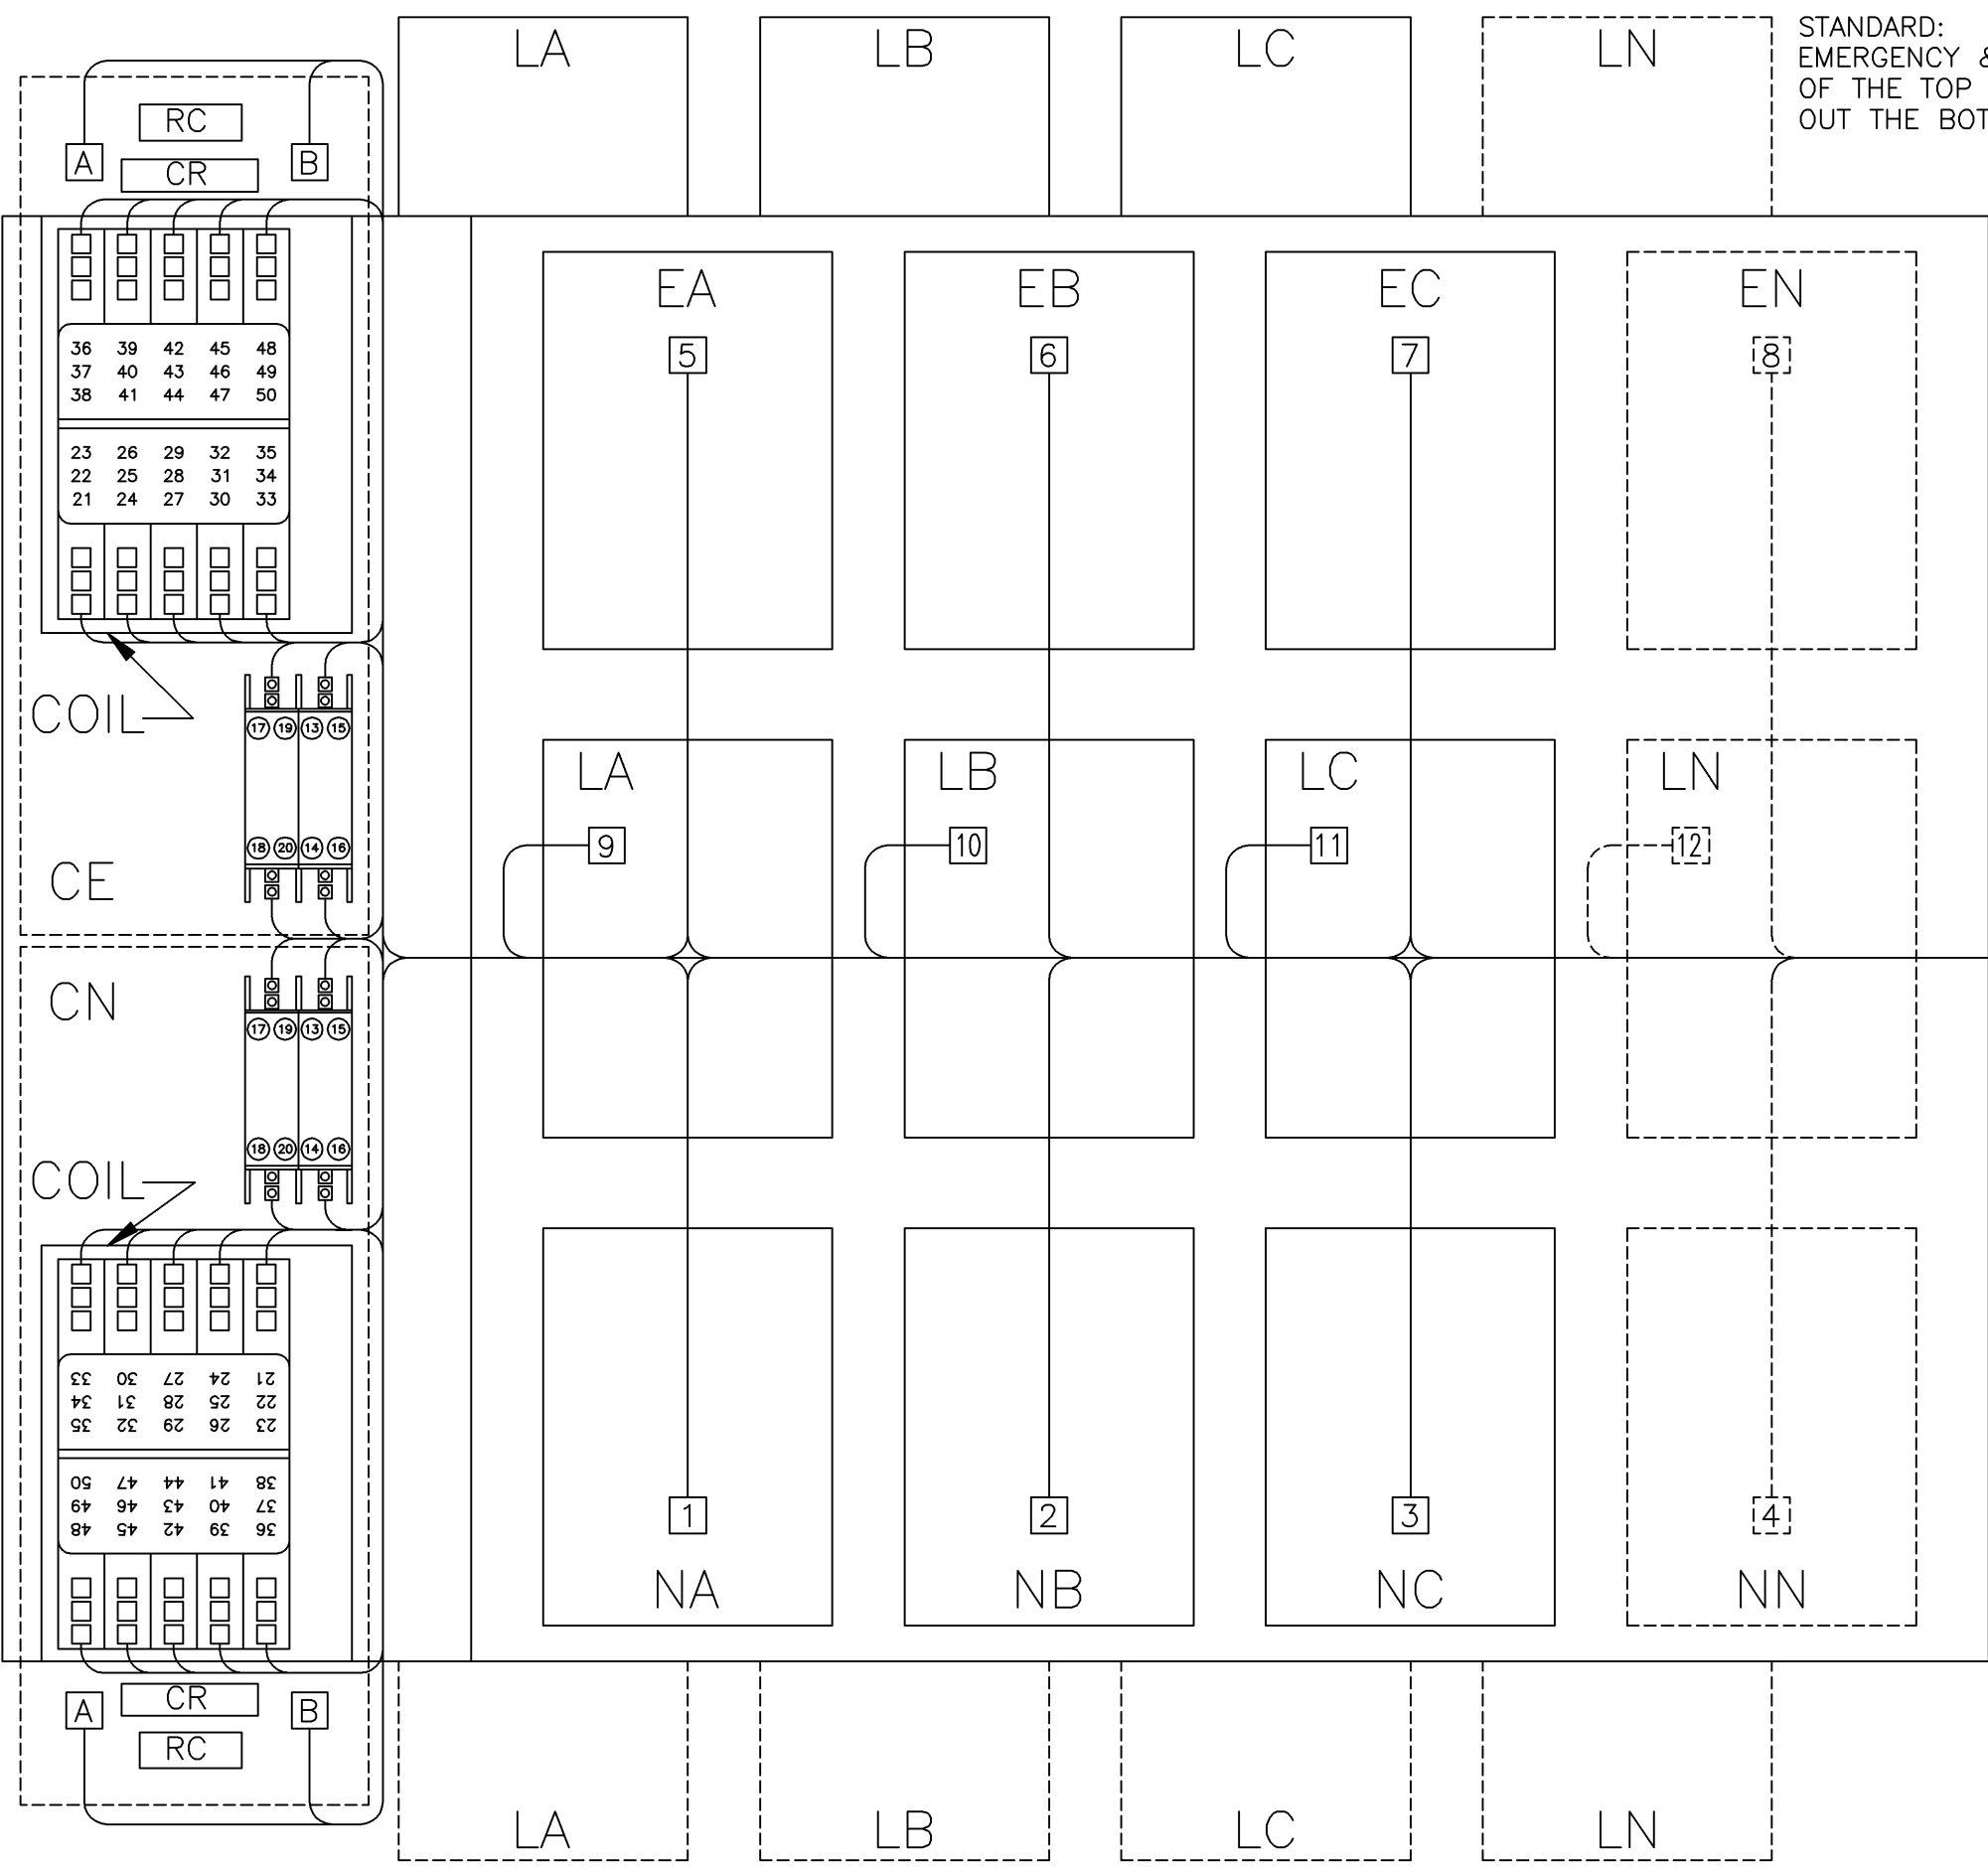 LA LB LC LN
STANDARD:
EMERGENCY &
OF THE TOP
OUT THE BOT
RC
A CR B
EA EB EC EN
5 6 7 8
36 39 42 45 48
37 40 43 46 49
38 41 44 47 50
23 26 29 32 35
22 25 28 31 34
21 24 27 30 33
COIL
17 19 13 15
LA LB LC LN
9 10 11 12
18 20 14 16
CE
CN
17 19 13 15
18 20 14 16
COIL
33 30 27 24 21
34 31 28 25 22
35 32 29 26 23
50 47 44 41 38
49 46 43 40 37
48 45 42 39 36
1 2 3 4
NA NB NC NN
A CR B
RC
LA LB LC LN